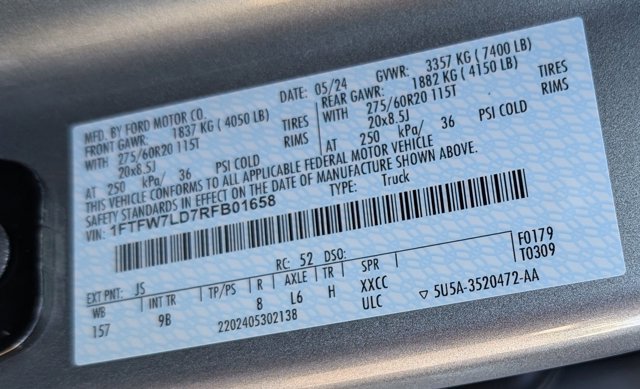 MFD. BY FORD MOTOR CO.
DATE: 05/24 GVWR: 3357 KG (7400 LB)
FRONT GAWR: 1837 KG (4050 LB)
REAR GAWR: 1882 KG (4150 LB)
WITH 275/60R20 115T TIRES
WITH 275/60R20 115T TIRES
20x8.5J RIMS
20x8.5J RIMS
AT 250 kPa/ 36 PSI COLD
AT 250 kPa/ 36 PSI COLD
THIS VEHICLE CONFORMS TO ALL APPLICABLE FEDERAL MOTOR VEHICLE
SAFETY STANDARDS IN EFFECT ON THE DATE OF MANUFACTURE SHOWN ABOVE.
VIN: 1FTFW7LD7RFB01658
TYPE: Truck
F0179
RC: 52 DSO: T0309
EXT PNT: JS
WB INT TR TP/PS R AXLE TR SPR
157 9B 8 L6 H XXCC
2202405302138 ULC ▽ 5U5A-3520472-AA